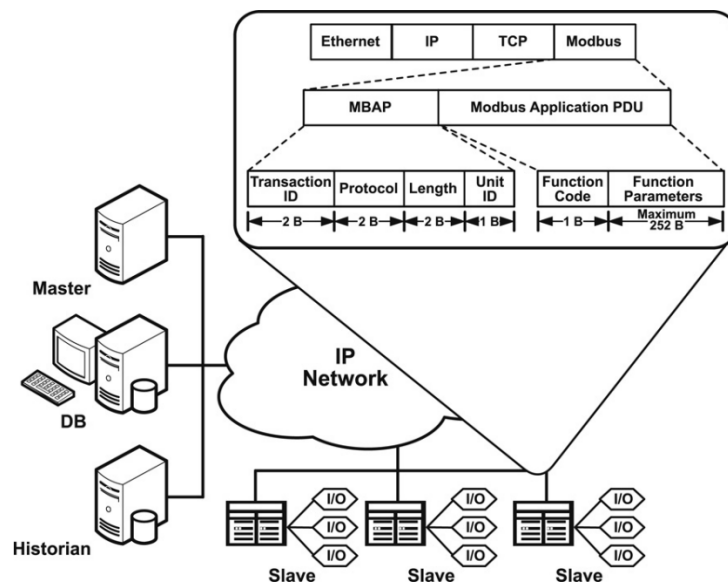 Ethernet IP TCP Modbus
MBAP Modbus Application PDU
Transaction ID Protocol Length Unit ID Function Code Function Parameters
2 B 2 B 2 B 1 B 1 B Maximum 252 B
Master
IP
Network
DB
Historian
I/O I/O I/O
I/O I/O I/O
I/O I/O I/O
Slave Slave Slave